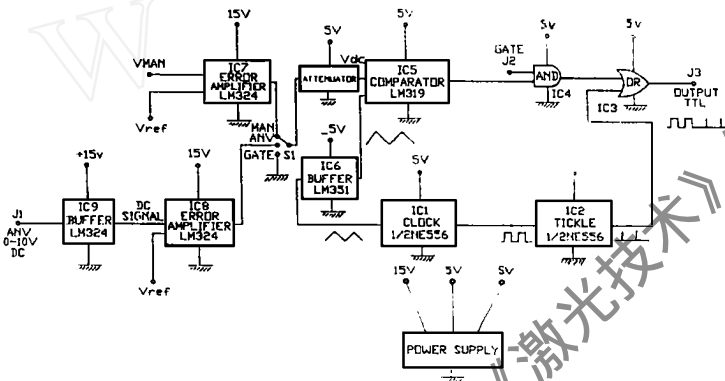 15V
5V
5V
5V
5V
VMAN
IC7
ERROR
AMPLIFIER
LM324
Vref
ATTENUATOR
Vdc
IC5
COMPARATOR
LM319
GATE
J2
AND
IC4
OR
IC3
J3
OUTPUT
TTL
MAN
ANV
GATE
S1
_5V
IC6
BUFFER
LM351
+15v
15V
5V
J1
ANV
0~10V
DC
IC9
BUFFER
LM324
DC
SIGNAL
IC8
ERROR
AMPLIFIER
LM324
Vref
IC1
CLOCK
1/2NE556
IC2
TICKLE
1/2NE556
15V
5V
5V
POWER SUPPLY
《激光技术》
W